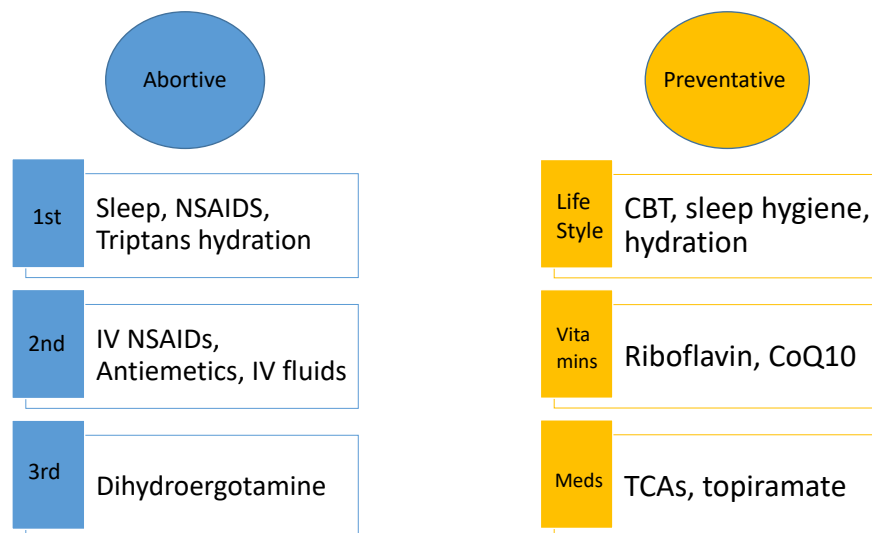 Abortive
1st
Sleep, NSAIDS,
Triptans hydration
2nd
IV NSAIDs,
Antiemetics, IV fluids
3rd
Dihydroergotamine
Preventative
Life
Style
CBT, sleep hygiene,
hydration
Vita
mins
Riboflavin, CoQ10
Meds
TCAs, topiramate